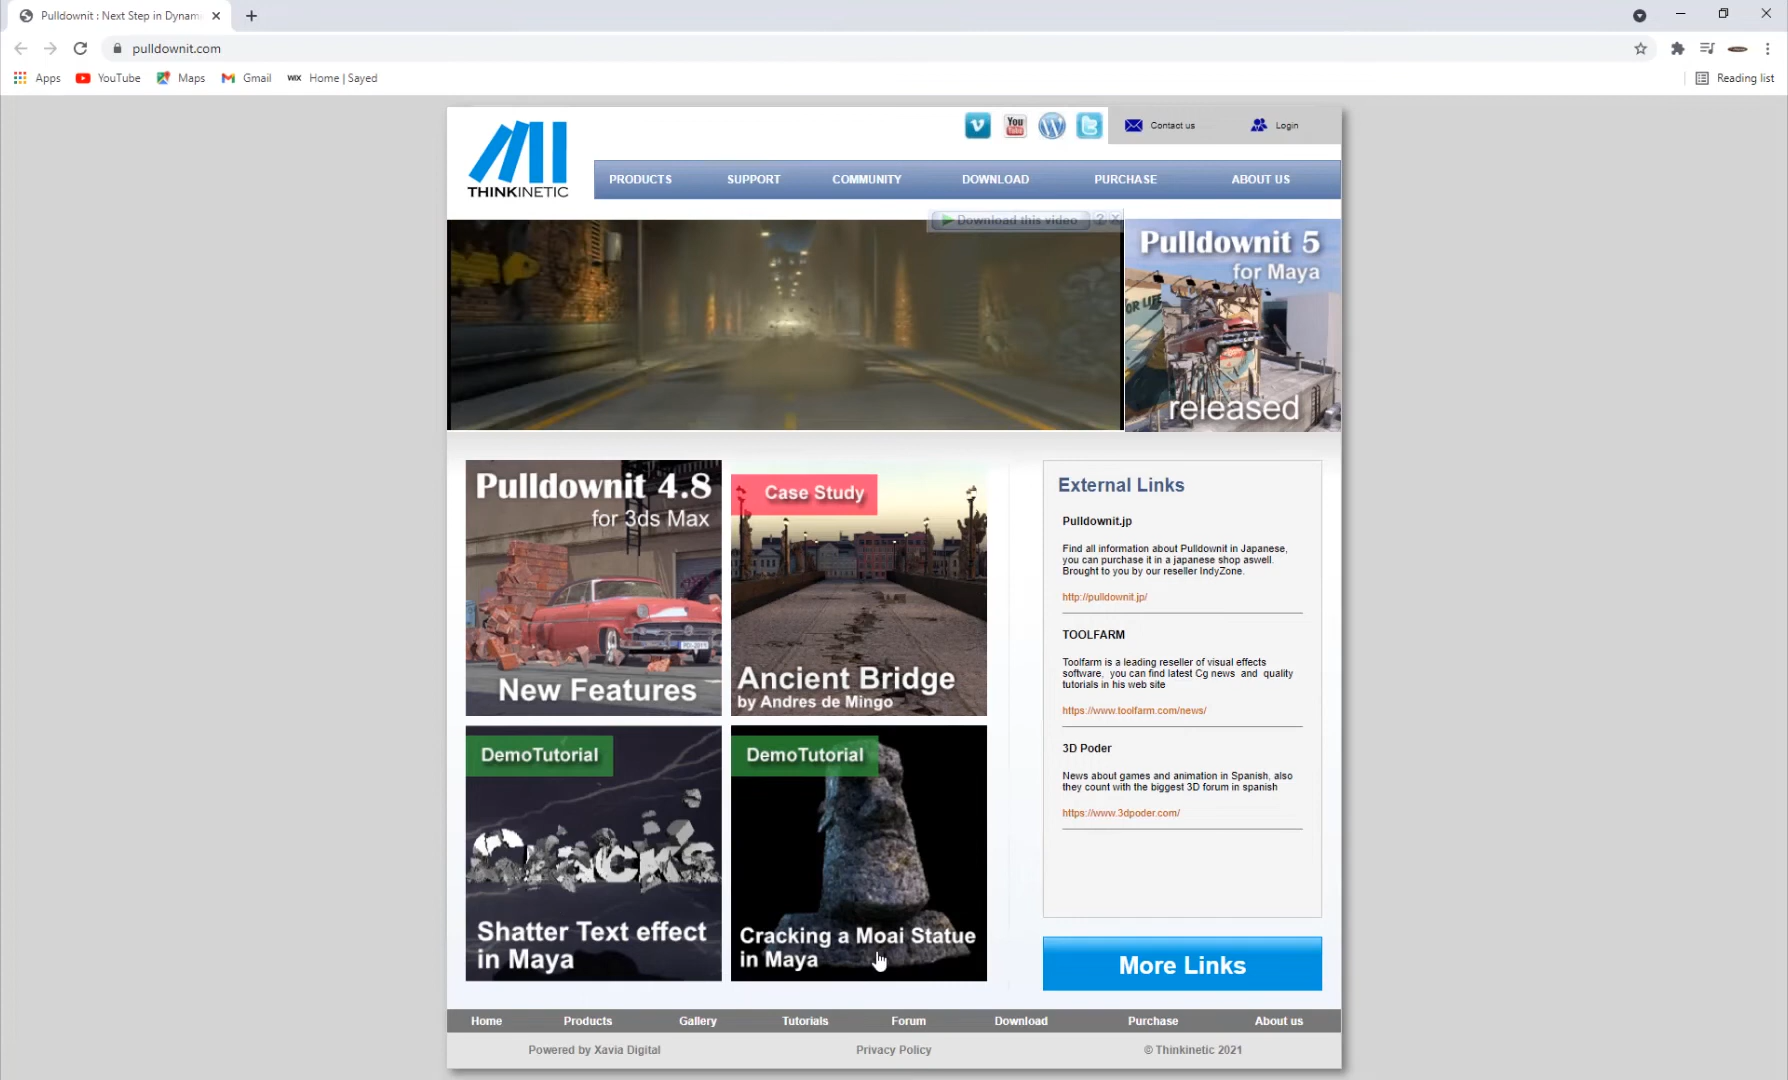 Pulldownit : Next Step in Dynam
pulldownit.com
Apps
YouTube
Maps
Gmail
WIX
Home | Sayed
Reading list
THINKINETIC
You
Contact us
Login
PRODUCTS
SUPPORT
COMMUNITY
DOWNLOAD
PURCHASE
ABOUT US
Download this video
?
Pulldownit 5
for Maya
OR LIFE
released
Pulldownit 4.8
for 3ds Max
New Features
Case Study
Ancient Bridge
by Andres de Mingo
DemoTutorial
Cracks
Shatter Text effect
in Maya
DemoTutorial
Cracking a Moai Statue
in Maya
External Links
Pulldownit.jp
Find all information about Pulldownit in Japanese,
you can purchase it in a japanese shop aswell.
Brought to you by our reseller IndyZone.
http://pulldownit.jp/
TOOLFARM
Toolfarm is a leading reseller of visual effects
software, you can find latest Cg news and quality
tutorials in his web site
https://www.toolfarm.com/news/
3D Poder
News about games and animation in Spanish, also
they count with the biggest 3D forum in spanish
https://www.3dpoder.com/
More Links
Home
Products
Gallery
Tutorials
Forum
Download
Purchase
About us
Powered by Xavia Digital
Privacy Policy
© Thinkinetic 2021